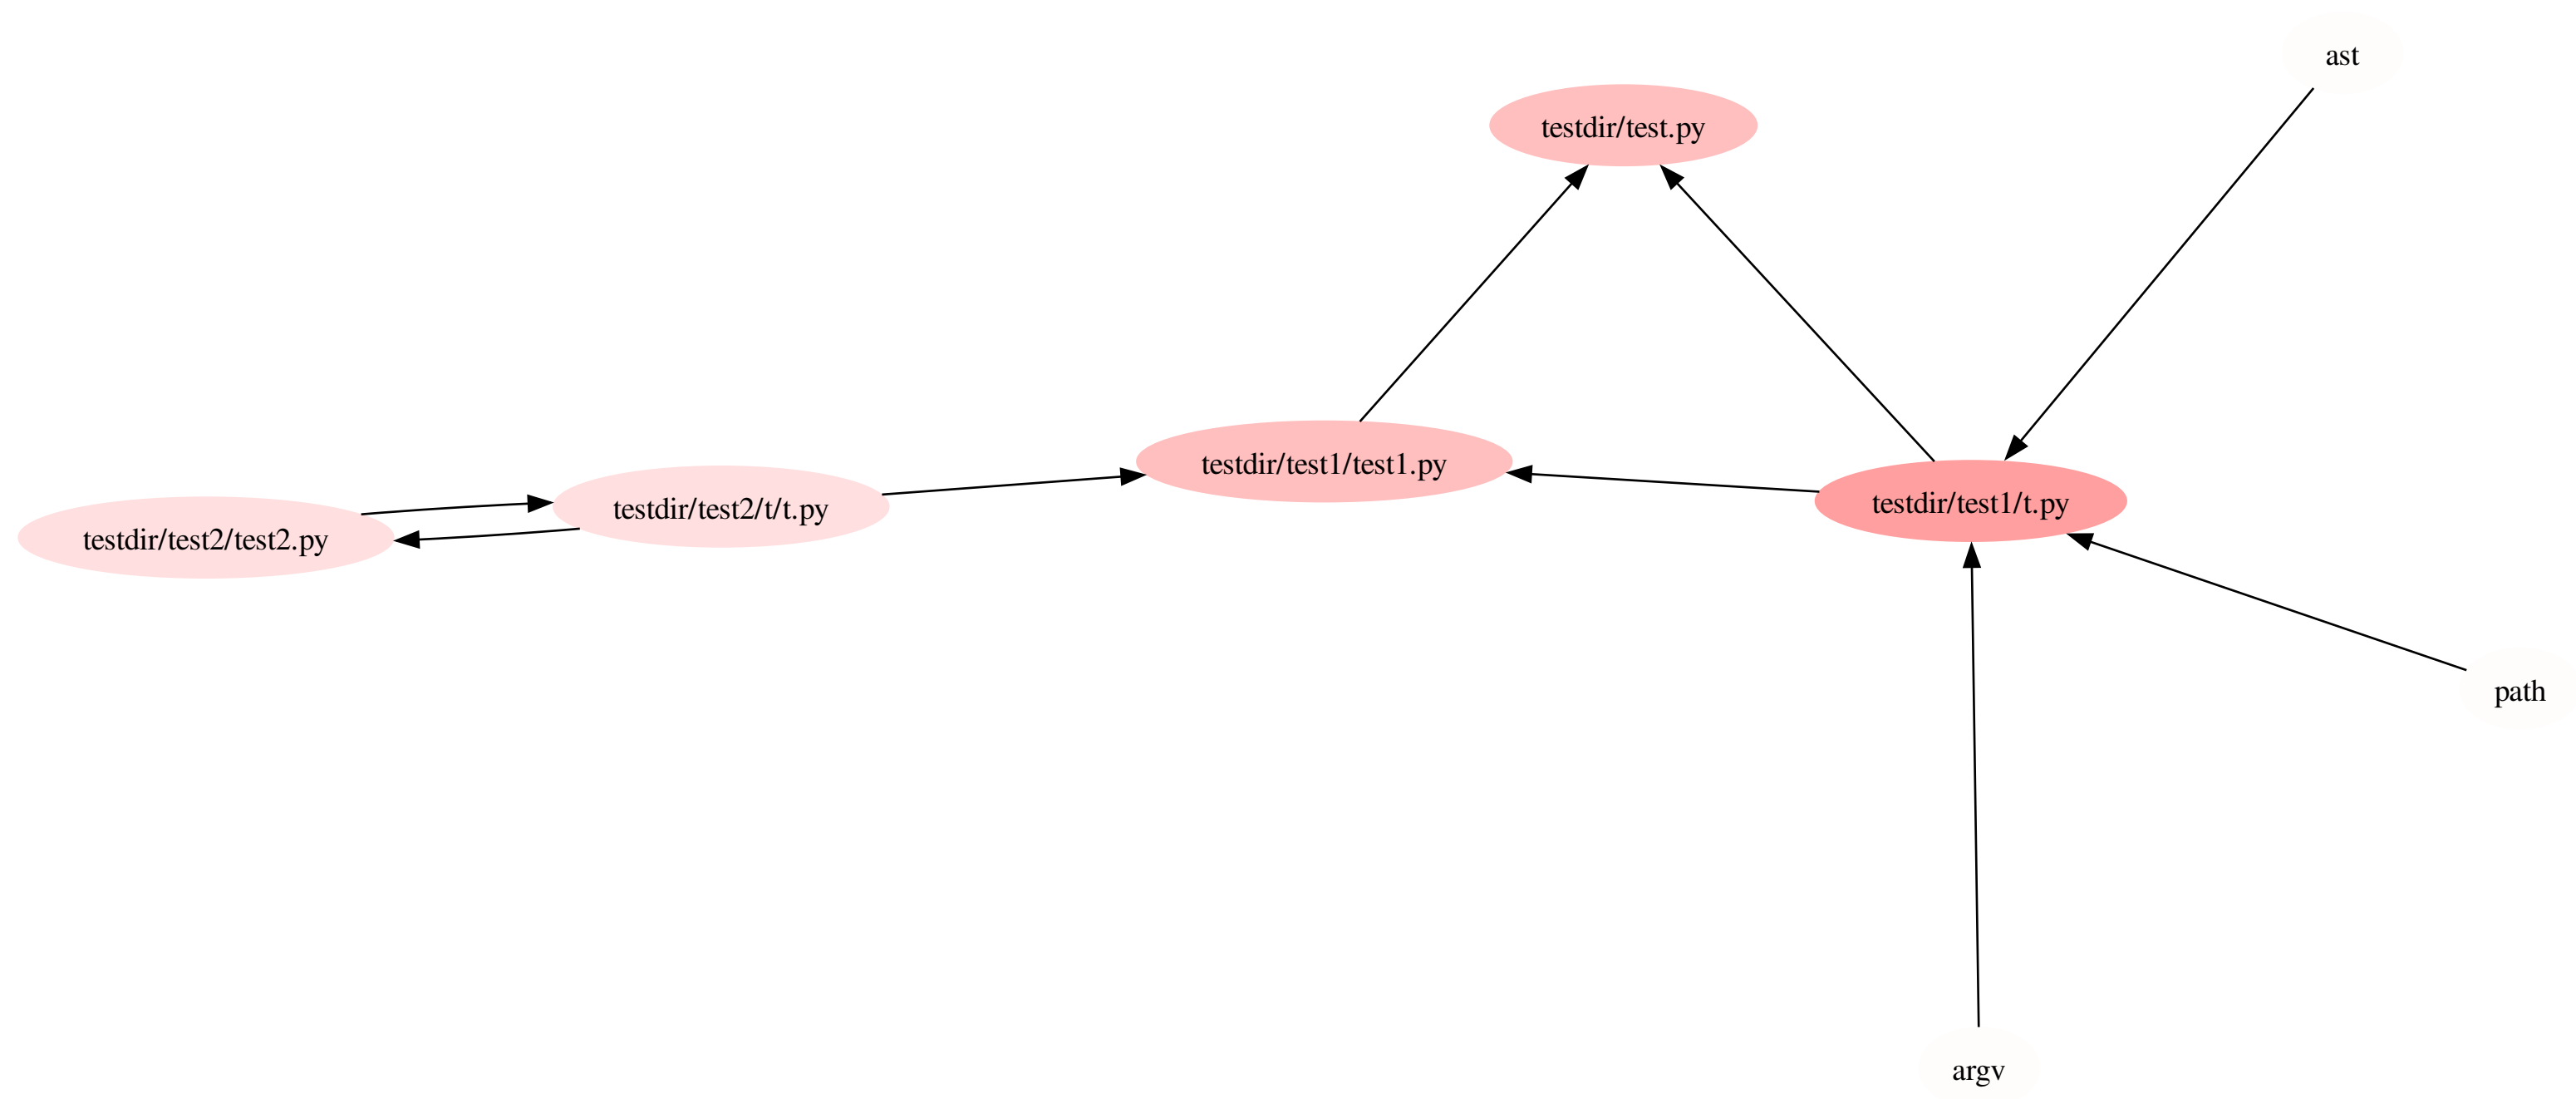 ast
testdir/test.py
testdir/test1/test1.py
testdir/test1/t.py
testdir/test2/t/t.py
testdir/test2/test2.py
path
argv